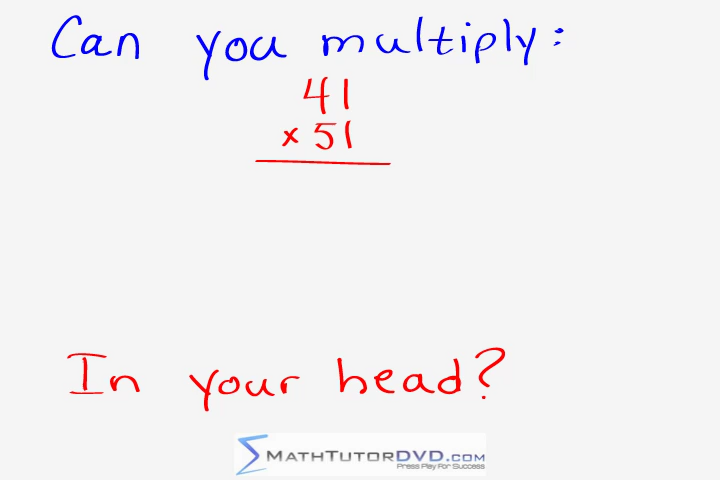 Can you multiply:
41
x 51
In your head?
MATHTUTORDVD.COM
Press Play For Success